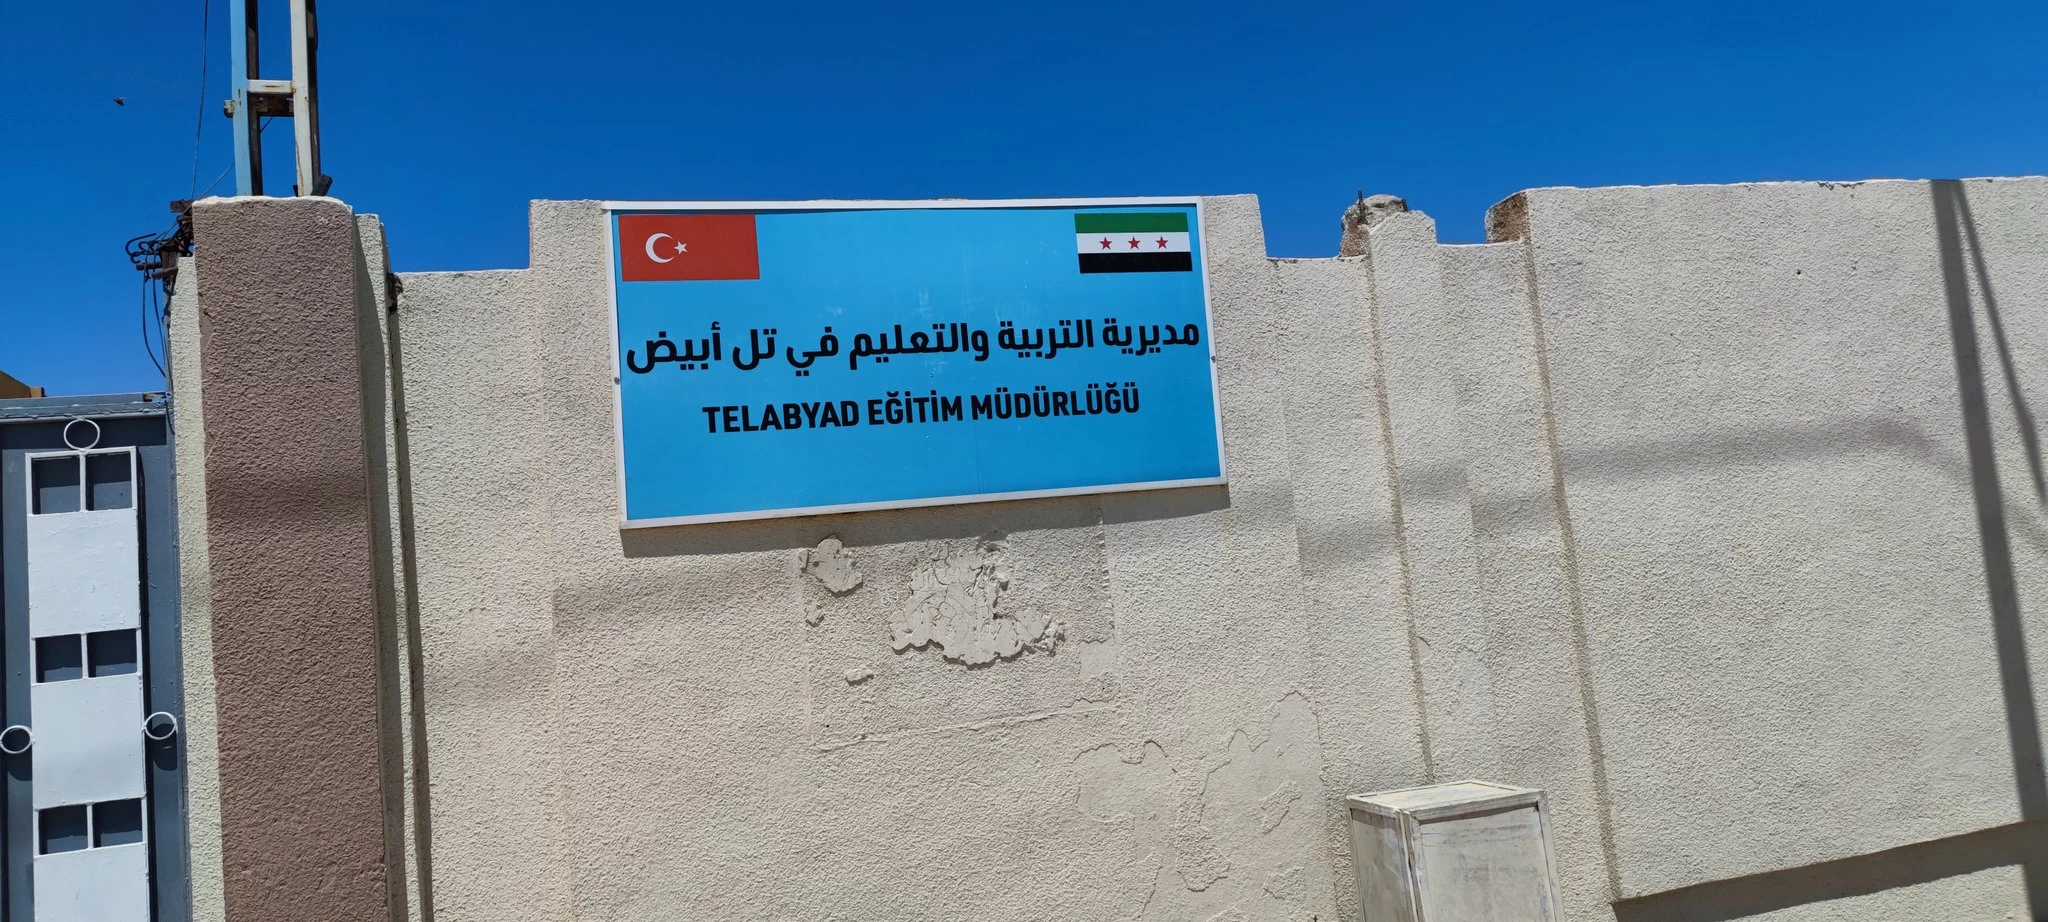 مديرية التربية والتعليم في تل أبيض
TELABYAD EĞİTİM MÜDÜRLÜĞÜ